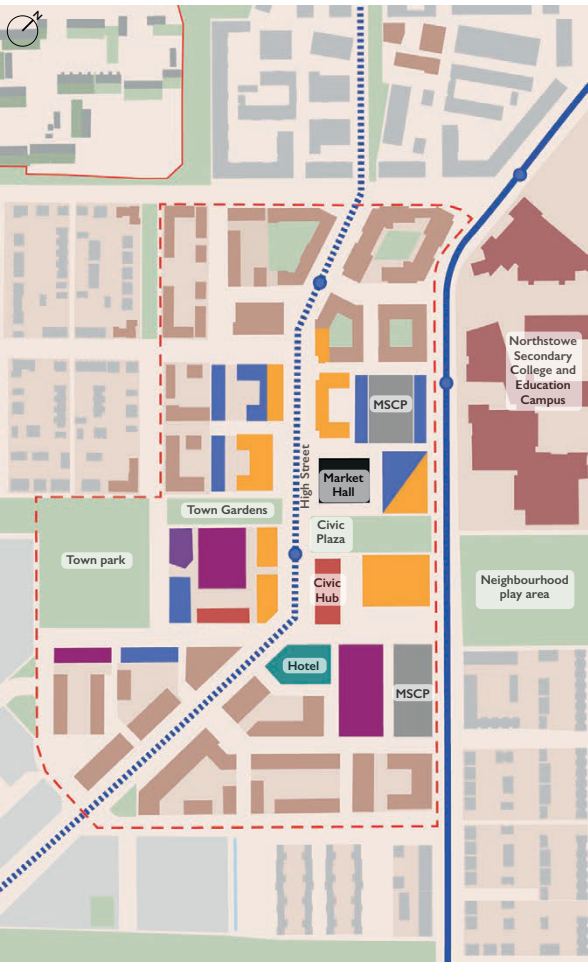 N
Northstowe
Secondary
College and
Education
Campus
MSCP
High Street
Market
Hall
Town Gardens
Civic
Plaza
Town park
Civic
Hub
Neighbourhood
play area
Hotel
MSCP